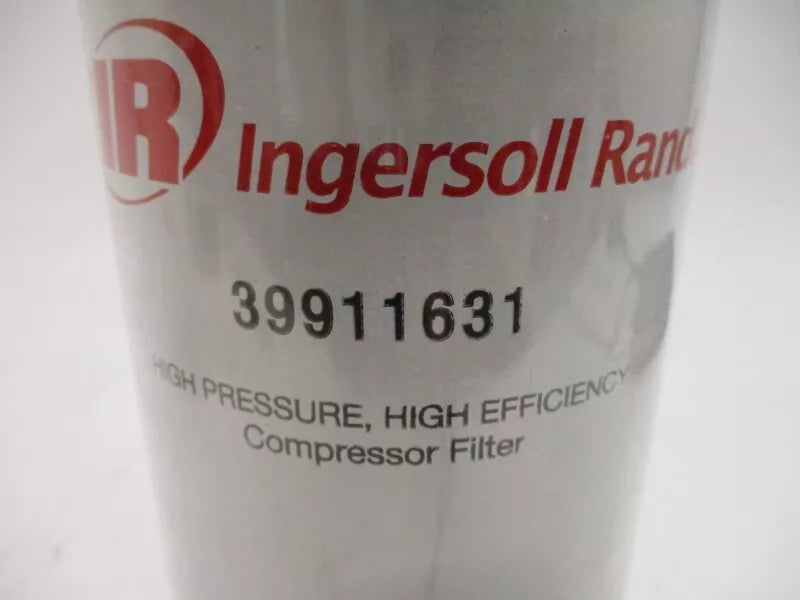 IR Ingersoll Rand
39911631
HIGH PRESSURE, HIGH EFFICIENCY
Compressor Filter